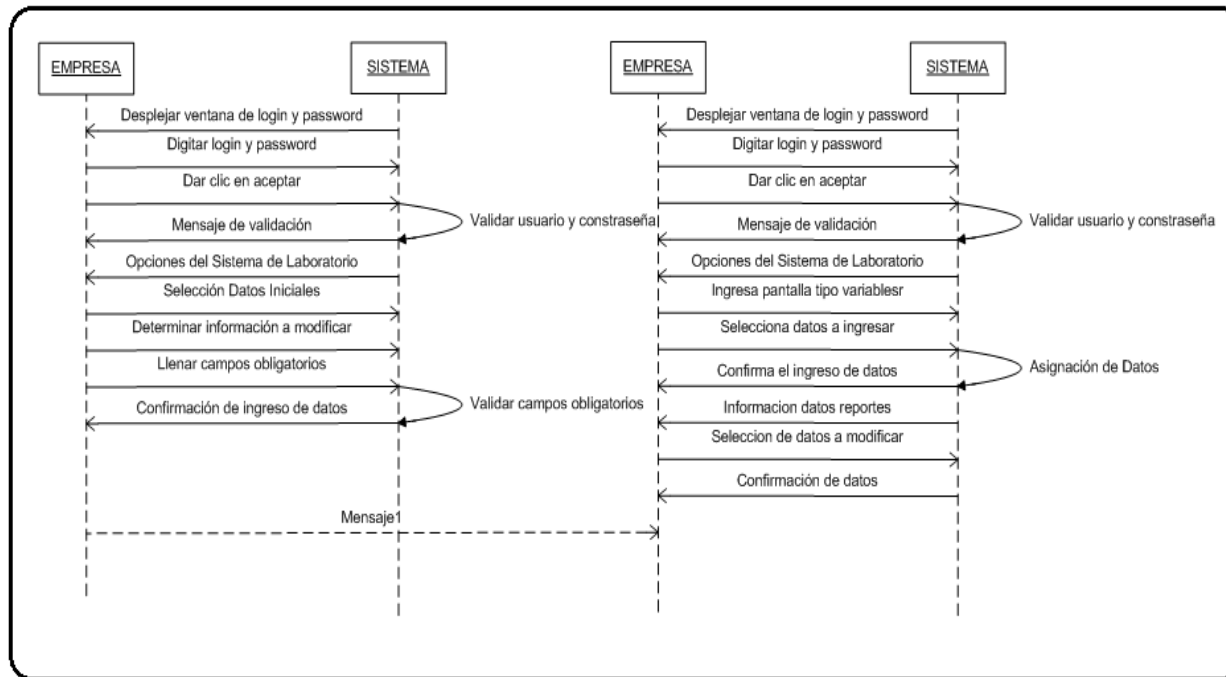 EMPRESA
SISTEMA
EMPRESA
SISTEMA
Desplejar ventana de login y password
Digitar login y password
Dar clic en aceptar
Validar usuario y constraseña
Mensaje de validación
Opciones del Sistema de Laboratorio
Selección Datos Iniciales
Determinar información a modificar
Llenar campos obligatorios
Validar campos obligatorios
Confirmación de ingreso de datos
Desplejar ventana de login y password
Digitar login y password
Dar clic en aceptar
Validar usuario y constraseña
Mensaje de validación
Opciones del Sistema de Laboratorio
Ingresa pantalla tipo variablesr
Selecciona datos a ingresar
Asignación de Datos
Confirma el ingreso de datos
Informacion datos reportes
Seleccion de datos a modificar
Confirmación de datos
Mensaje1